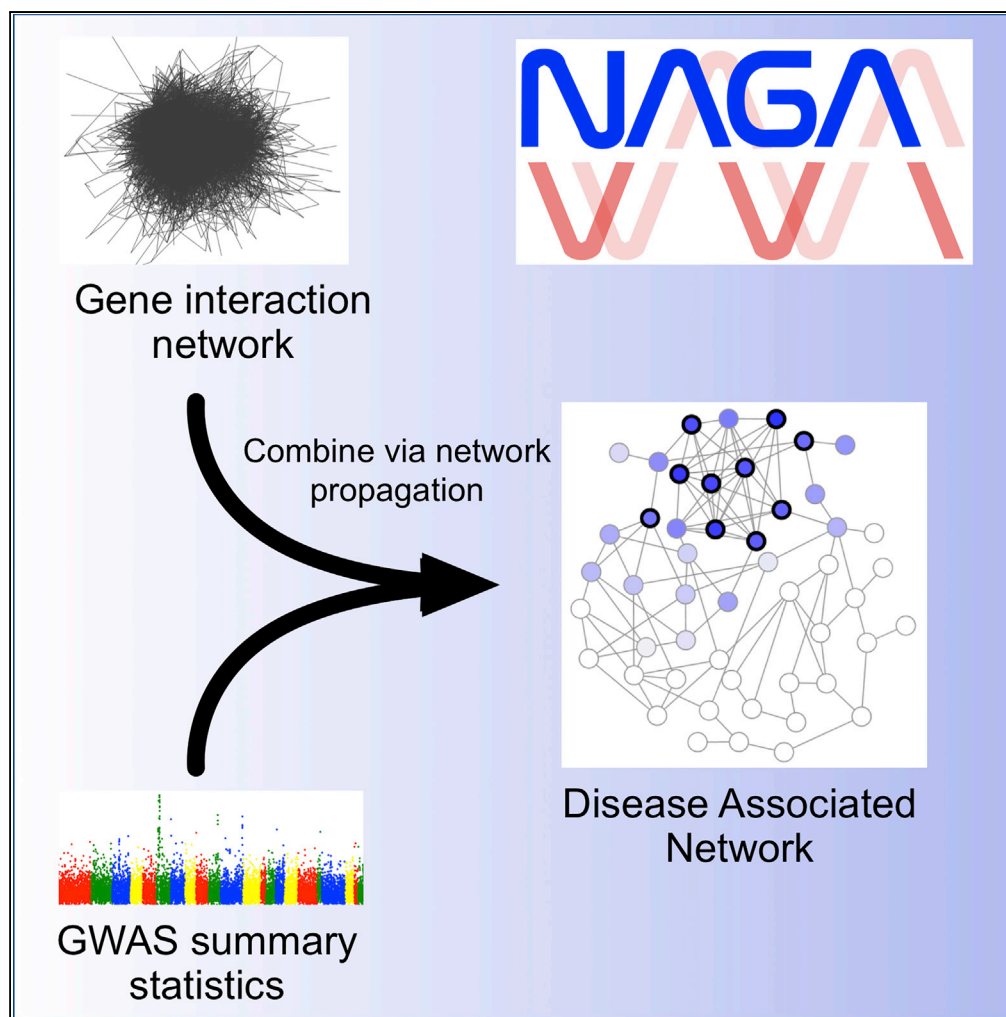 NAGA
Gene interaction
network
Combine via network
propagation
Disease Associated
Network
GWAS summary
statistics